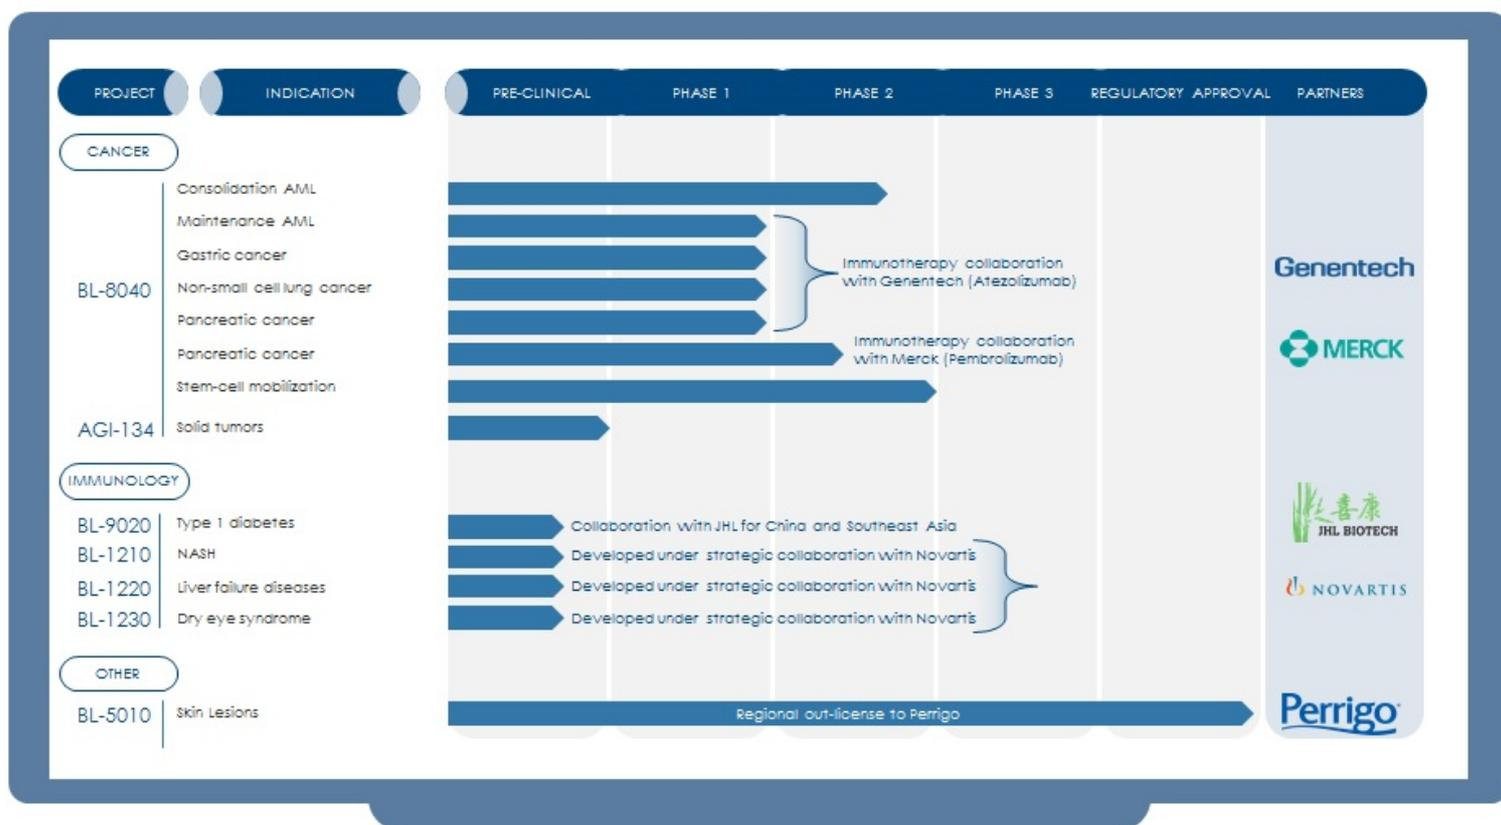 PROJECT INDICATION PRE-CLINICAL PHASE 1 PHASE 2 PHASE 3 REGULATORY APPROVAL PARTNERS
CANCER
BL-8040
Consolidation AML
Maintenance AML
Gastric cancer
Non-small cell lung cancer
Pancreatic cancer
Immunotherapy collaboration
with Genentech (Atezolizumab)
Genentech
Pancreatic cancer
Immunotherapy collaboration
with Merck (Pembrolizumab)
MERCK
Stem-cell mobilization
AGI-134 Solid tumors
IMMUNOLOGY
BL-9020 Type 1 diabetes Collaboration with JHL for China and Southeast Asia
喜康
JHL BIOTECH
BL-1210 NASH Developed under strategic collaboration with Novartis
BL-1220 Liver failure diseases Developed under strategic collaboration with Novartis
NOVARTIS
BL-1230 Dry eye syndrome Developed under strategic collaboration with Novartis
OTHER
BL-5010 Skin Lesions Regional out-license to Perrigo Perrigo